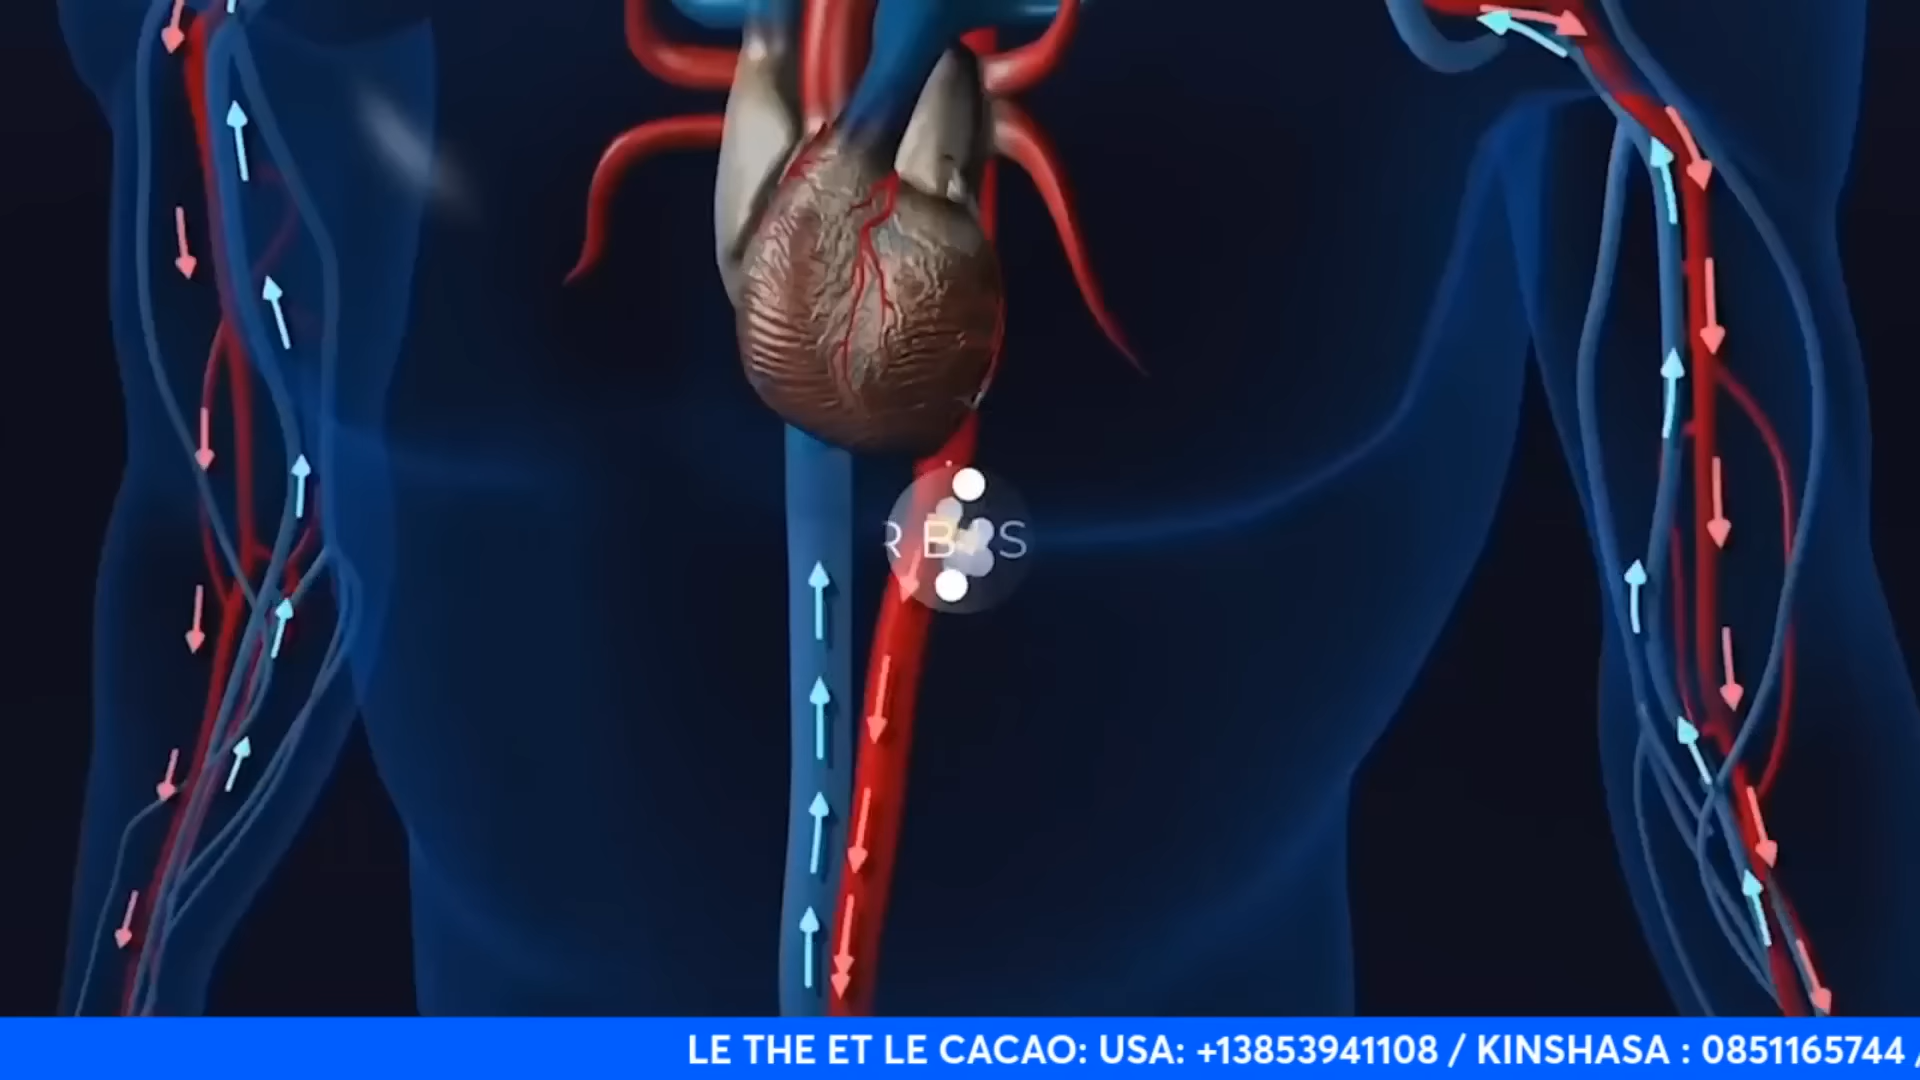 R B S
LE THE ET LE CACAO: USA: +13853941108 / KINSHASA : 0851165744 /